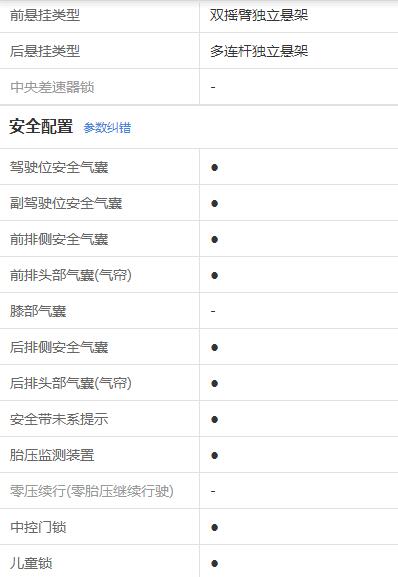 前悬挂类型 双摇臂独立悬架
后悬挂类型 多连杆独立悬架
中央差速器锁 -
安全配置 参数纠错
驾驶位安全气囊 ●
副驾驶位安全气囊 ●
前排侧安全气囊 ●
前排头部气囊(气帘) ●
膝部气囊 -
后排侧安全气囊 ●
后排头部气囊(气帘) ●
安全带未系提示 ●
胎压监测装置 ●
零压续行(零胎压继续行驶) -
中控门锁 ●
儿童锁 ●